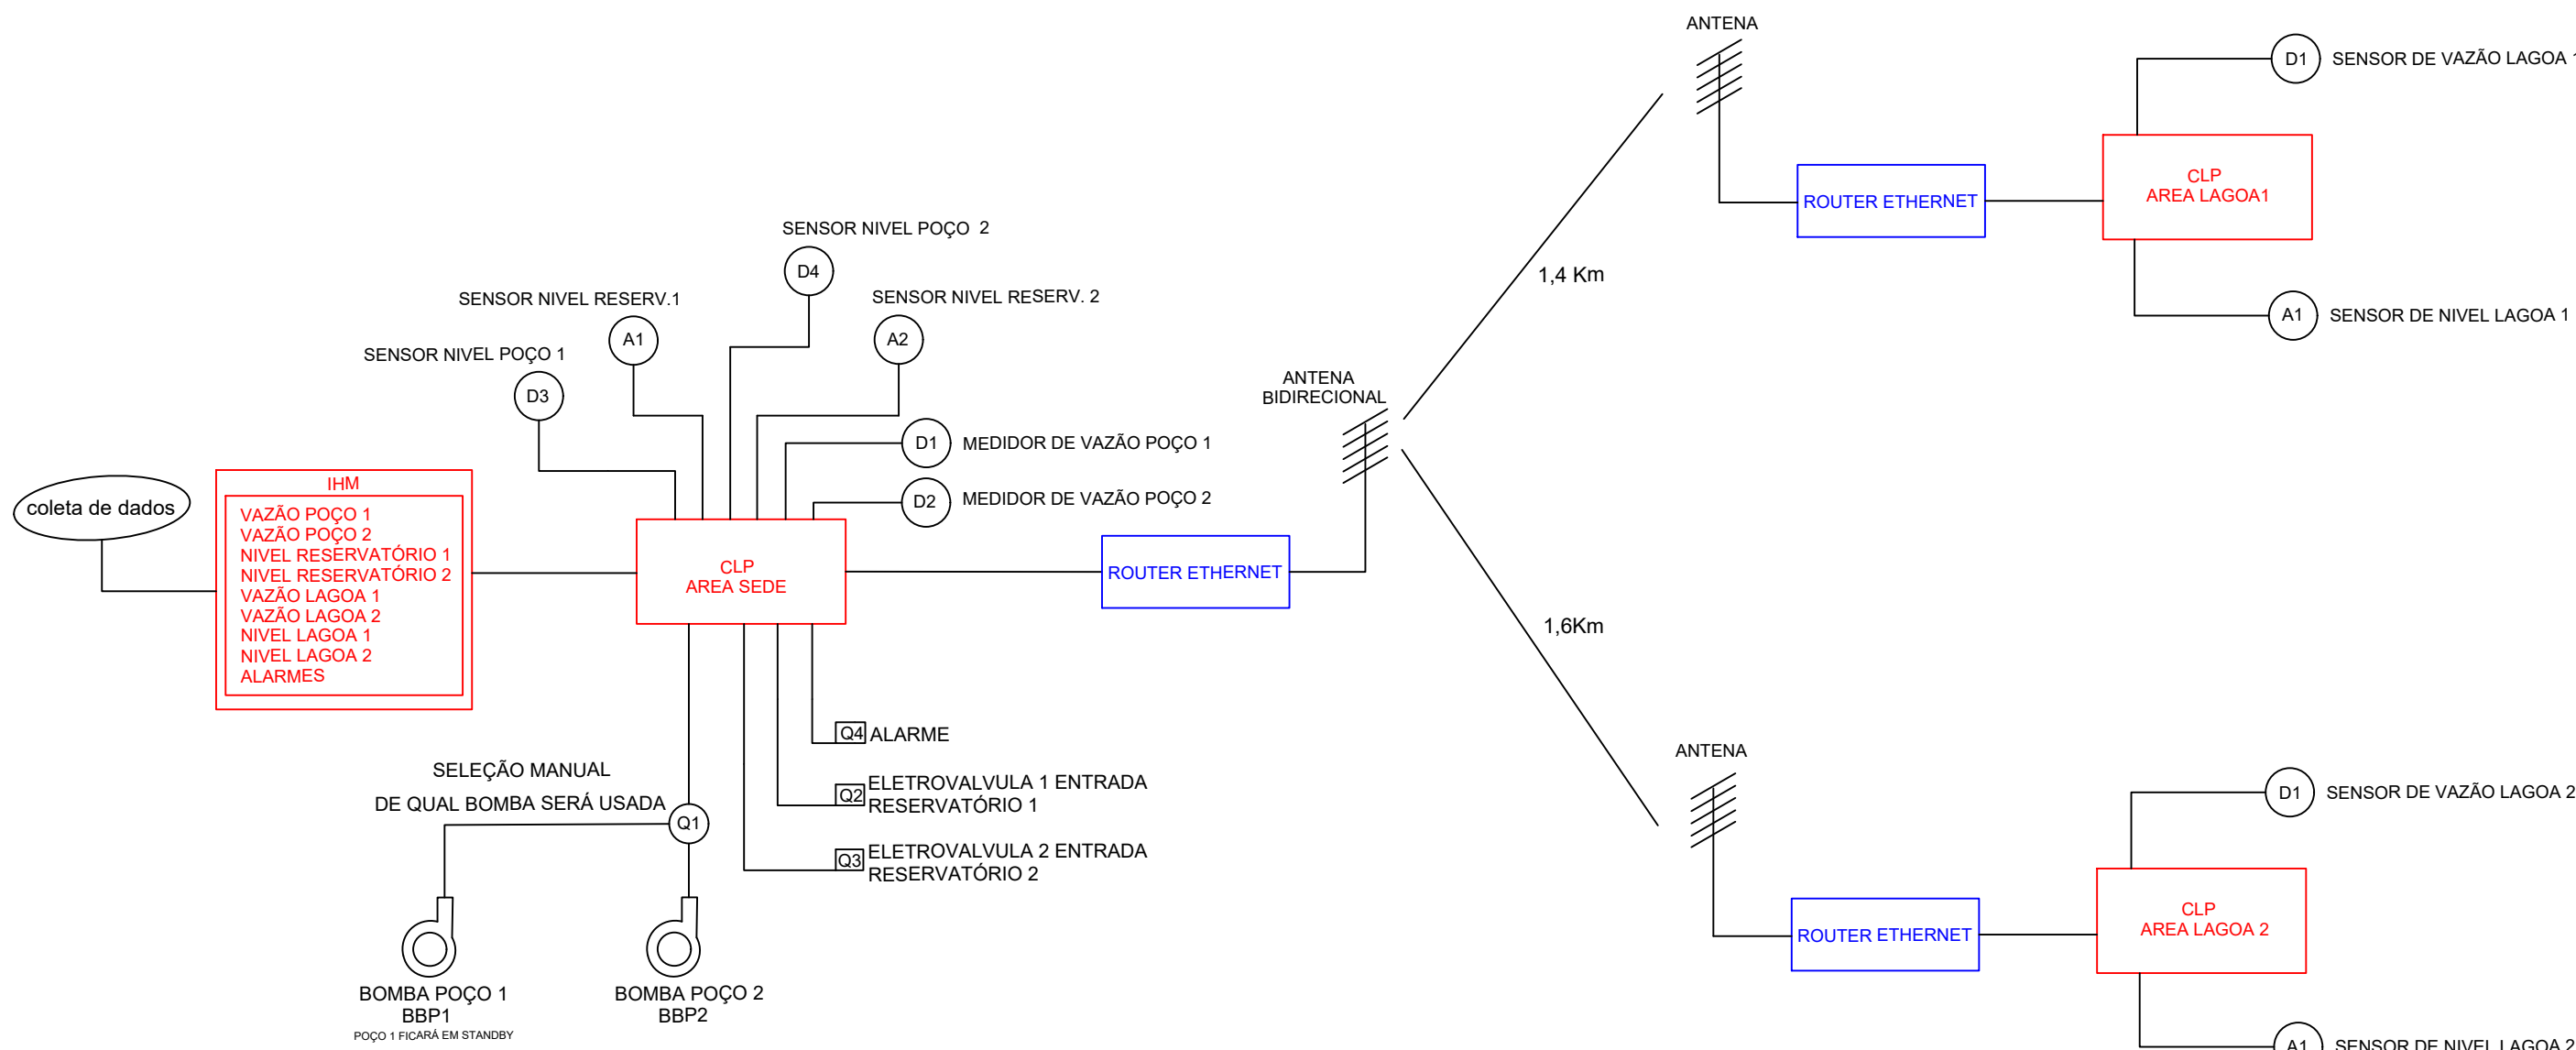 ANTENA
D1 SENSOR DE VAZÃO LAGOA 1
CLP
AREA LAGOA1
ROUTER ETHERNET
A1 SENSOR DE NIVEL LAGOA 1
1,4 Km
SENSOR NIVEL POÇO 2
D4
SENSOR NIVEL RESERV.1
A1
SENSOR NIVEL RESERV. 2
A2
SENSOR NIVEL POÇO 1
D3
ANTENA
BIDIRECIONAL
D1 MEDIDOR DE VAZÃO POÇO 1
D2 MEDIDOR DE VAZÃO POÇO 2
coleta de dados
IHM
VAZÃO POÇO 1
VAZÃO POÇO 2
NIVEL RESERVATÓRIO 1
NIVEL RESERVATÓRIO 2
VAZÃO LAGOA 1
VAZÃO LAGOA 2
NIVEL LAGOA 1
NIVEL LAGOA 2
ALARMES
CLP
AREA SEDE
ROUTER ETHERNET
1,6Km
Q4 ALARME
Q2 ELETROVALVULA 1 ENTRADA
RESERVATÓRIO 1
Q3 ELETROVALVULA 2 ENTRADA
RESERVATÓRIO 2
SELEÇÃO MANUAL
DE QUAL BOMBA SERÁ USADA
Q1
BOMBA POÇO 1
BBP1
POÇO 1 FICARÁ EM STANDBY
BOMBA POÇO 2
BBP2
ANTENA
D1 SENSOR DE VAZÃO LAGOA 2
CLP
AREA LAGOA 2
ROUTER ETHERNET
A1 SENSOR DE NIVEL LAGOA 2